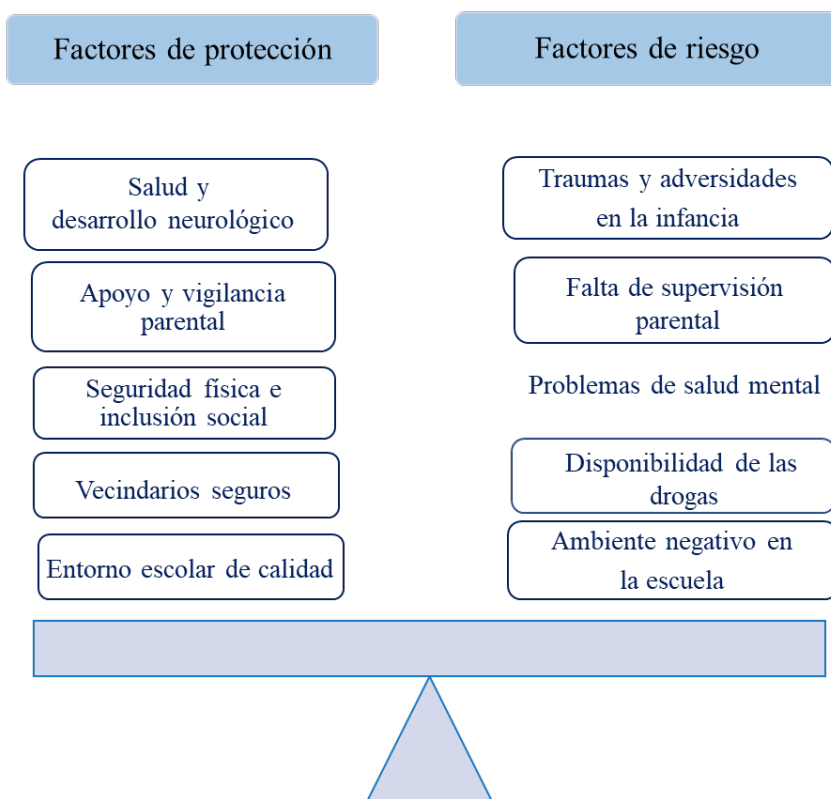 Factores de protección
Factores de riesgo
Salud y
desarrollo neurológico
Apoyo y vigilancia
parental
Seguridad física e
inclusión social
Vecindarios seguros
Entorno escolar de calidad
Traumas y adversidades
en la infancia
Falta de supervisión
parental
Problemas de salud mental
Disponibilidad de las
drogas
Ambiente negativo en
la escuela